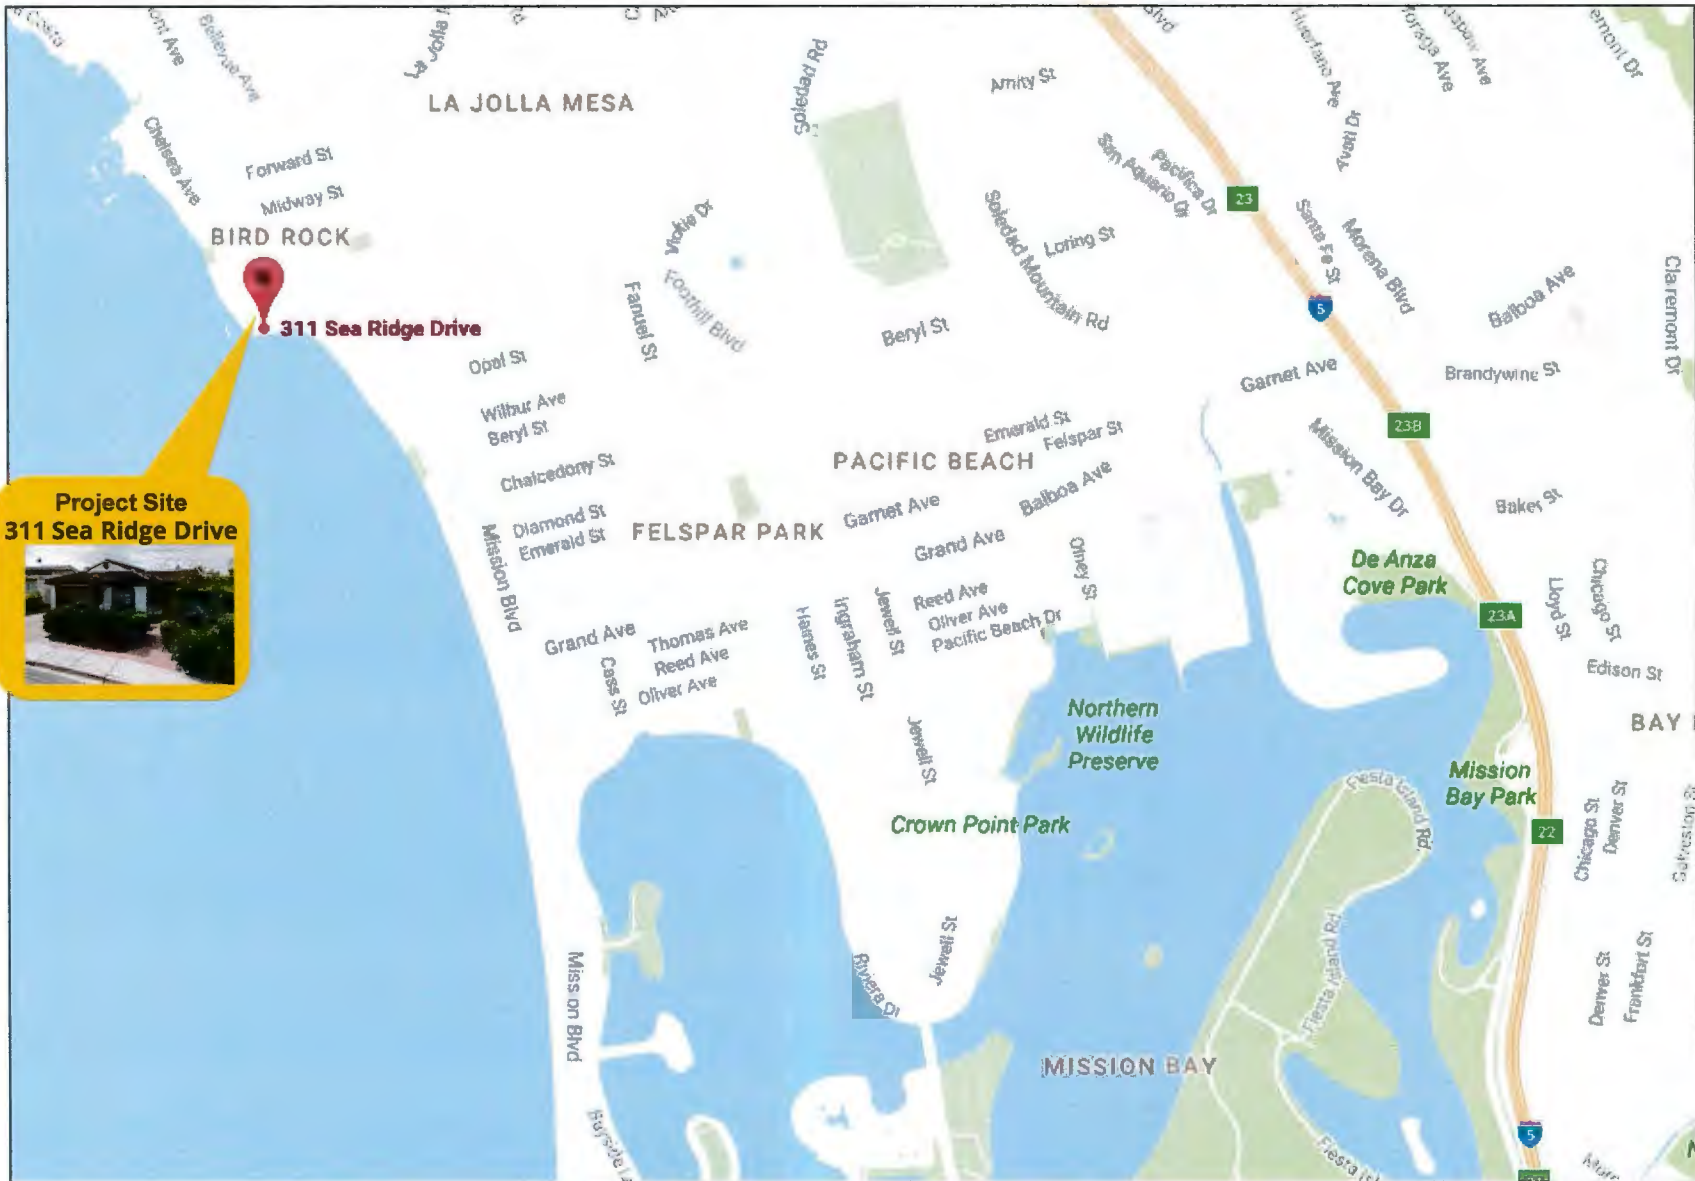 Bellevue Ave
Soledad Rd
Amity St
LA JOLLA MESA
Chelsea Ave
Forward St
Midway St
BIRD ROCK
Avati Dr
San Aquario Dr
Pacifica Dr
23
Santa Fe St
Morena Blvd
Soledad Mountain Rd
Loring St
Foothill Blvd
Fanuel St
311 Sea Ridge Drive
Beryl St
5
Balboa Ave
Clairemont Dr
Opal St
Garnet Ave
Brandywine St
Wilbur Ave
Beryl St
Emerald St
Felspar St
23B
Mission Bay Dr
PACIFIC BEACH
Chalcedony St
Balboa Ave
Project Site
311 Sea Ridge Drive
Diamond St
Emerald St
FELSPAR PARK
Garnet Ave
Grand Ave
Baker St
Mission Blvd
Olney St
De Anza
Cove Park
Lloyd St
Chicago St
23A
Reed Ave
Oliver Ave
Pacific Beach Dr
Jewell St
Ingraham St
Haines St
Grand Ave
Thomas Ave
Reed Ave
Oliver Ave
Cass St
Edison St
Northern
Wildlife
Preserve
BAY
Jewell St
Mission
Bay Park
Fiesta Island Rd
Crown Point Park
22
Chicago St
Denver St
Jewell St
Riviera Dr
Fiesta Island Rd
Denver St
Frankfort St
Mission Blvd
MISSION BAY
5
Bayside
Fiesta